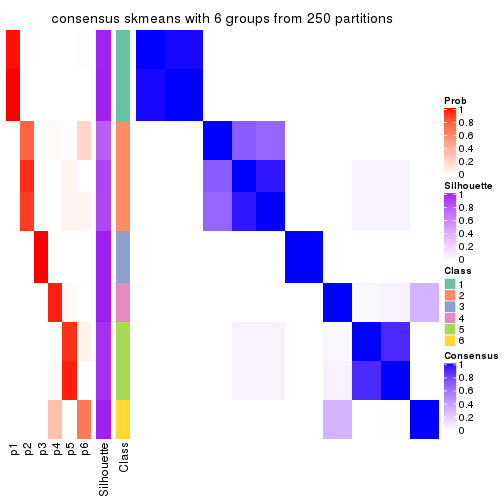 consensus skmeans with 6 groups from 250 partitions
Prob
1
0.8
0.6
0.4
0.2
0
Silhouette
1
0.8
0.6
0.4
0.2
0
Class
1
2
3
4
5
6
Consensus
1
0.8
0.6
0.4
0.2
0
p1
p2
p3
p4
p5
p6
Silhouette
Class